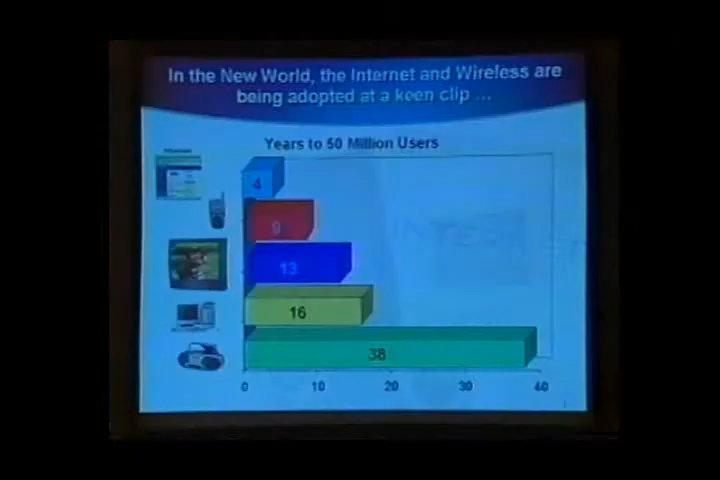 In the New World, the Internet and Wireless are
being adopted at a keen clip ...
Years to 50 Million Users
4
9
13
16
38
0 10 20 30 40